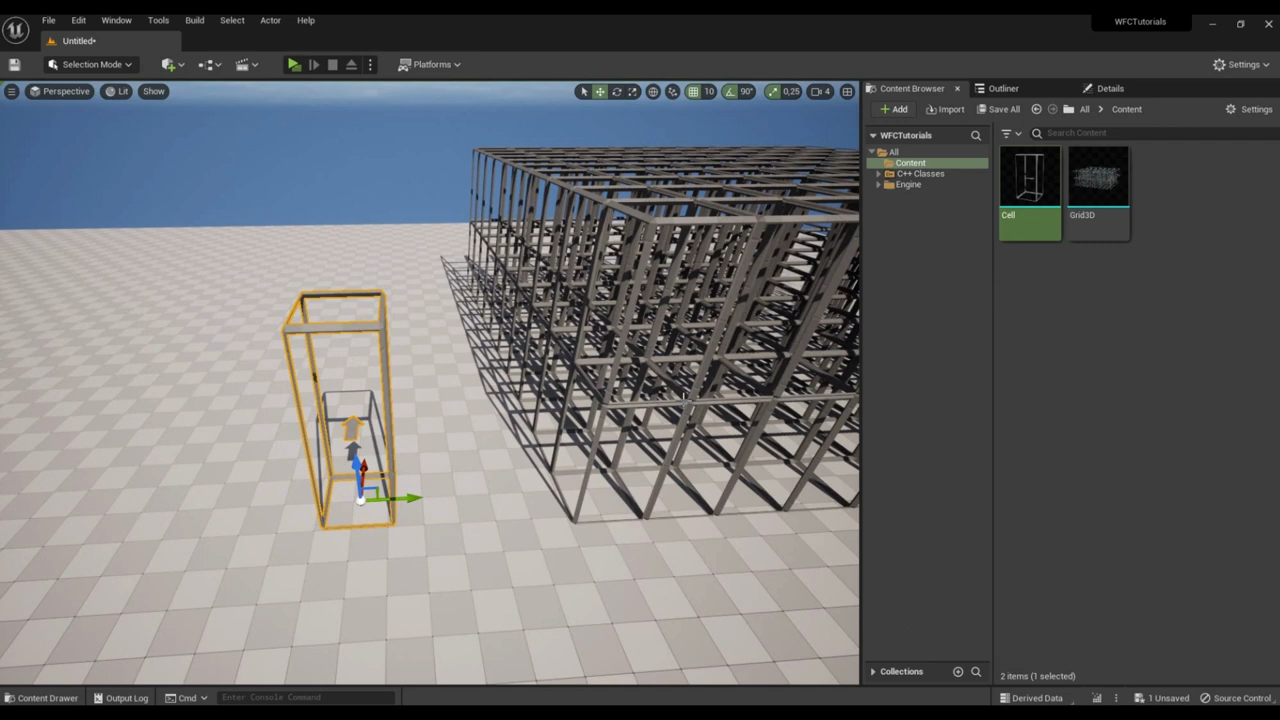 File Edit Window Tools Build Select Actor Help
WFCTutorials
Untitled*
Selection Mode
Platforms
Settings
Perspective Lit Show
10 90° 0,25 4
Content Browser Outliner Details
Add Import Save All All Content Settings
WFCTutorials
Search Content
All
Content
C++ Classes
Engine
Cell Grid3D
Collections
2 items (1 selected)
Content Drawer Output Log Cmd Enter Console Command
Derived Data 1 Unsaved Source Control